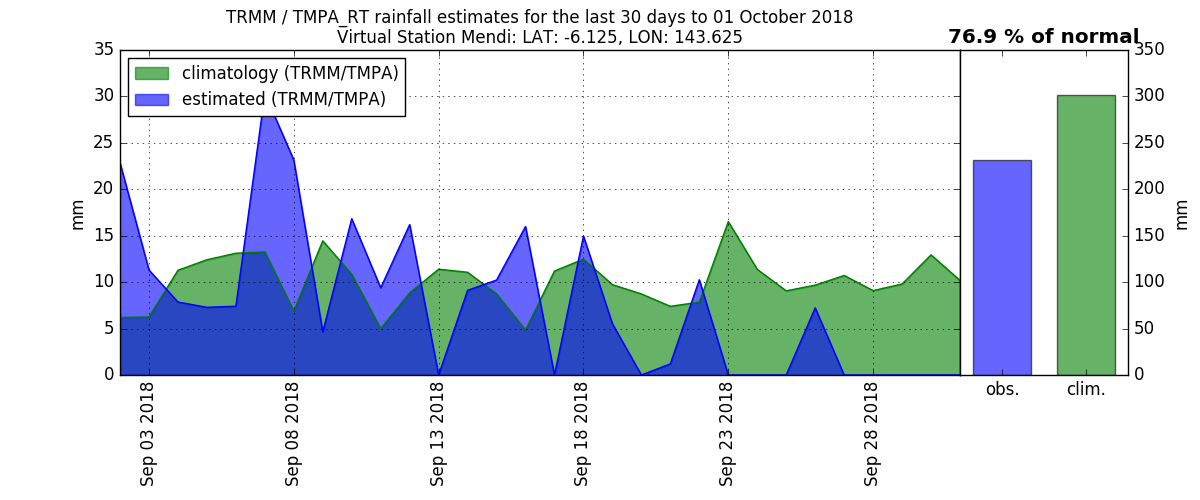 TRMM / TMPA_RT rainfall estimates for the last 30 days to 01 October 2018
Virtual Station Mendi: LAT: -6.125, LON: 143.625
76.9 % of normal
climatology (TRMM/TMPA)
estimated (TRMM/TMPA)
35
30
25
20
15
10
5
0
mm
Sep 03 2018
Sep 08 2018
Sep 13 2018
Sep 18 2018
Sep 23 2018
Sep 28 2018
350
300
250
200
150
100
50
0
mm
obs.
clim.